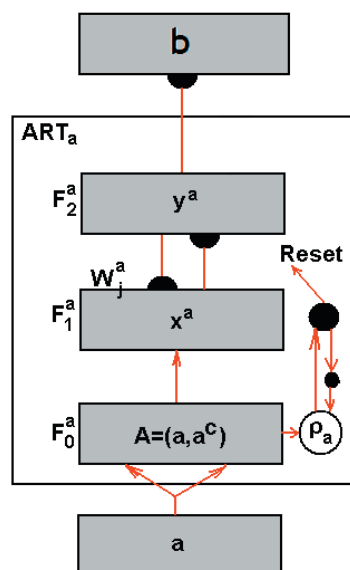 b
ARTₐ
F₂ᵃ
yᵃ
Wⱼᵃ
Reset
F₁ᵃ
xᵃ
F₀ᵃ
A=(a,aᶜ)
ρₐ
a